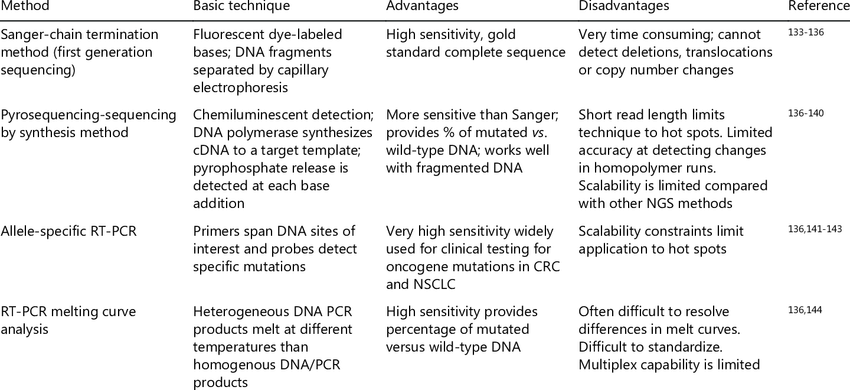 Method Basic technique Advantages Disadvantages Reference
Sanger-chain termination Fluorescent dye-labeled High sensitivity, gold Very time consuming; cannot 133-136
method (first generation bases; DNA fragments standard complete sequence detect deletions, translocations
sequencing) separated by capillary or copy number changes
electrophoresis
Pyrosequencing-sequencing Chemiluminescent detection; More sensitive than Sanger; Short read length limits 136-140
by synthesis method DNA polymerase synthesizes provides % of mutated vs. technique to hot spots. Limited
cDNA to a target template; wild-type DNA; works well accuracy at detecting changes
pyrophosphate release is with fragmented DNA in homopolymer runs.
detected at each base Scalability is limited compared
addition with other NGS methods
Allele-specific RT-PCR Primers span DNA sites of Very high sensitivity widely Scalability constraints limit 136,141-143
interest and probes detect used for clinical testing for application to hot spots
specific mutations oncogene mutations in CRC
and NSCLC
RT-PCR melting curve Heterogeneous DNA PCR High sensitivity provides Often difficult to resolve 136,144
analysis products melt at different percentage of mutated differences in melt curves.
temperatures than versus wild-type DNA Difficult to standardize.
homogenous DNA/PCR Multiplex capability is limited
products